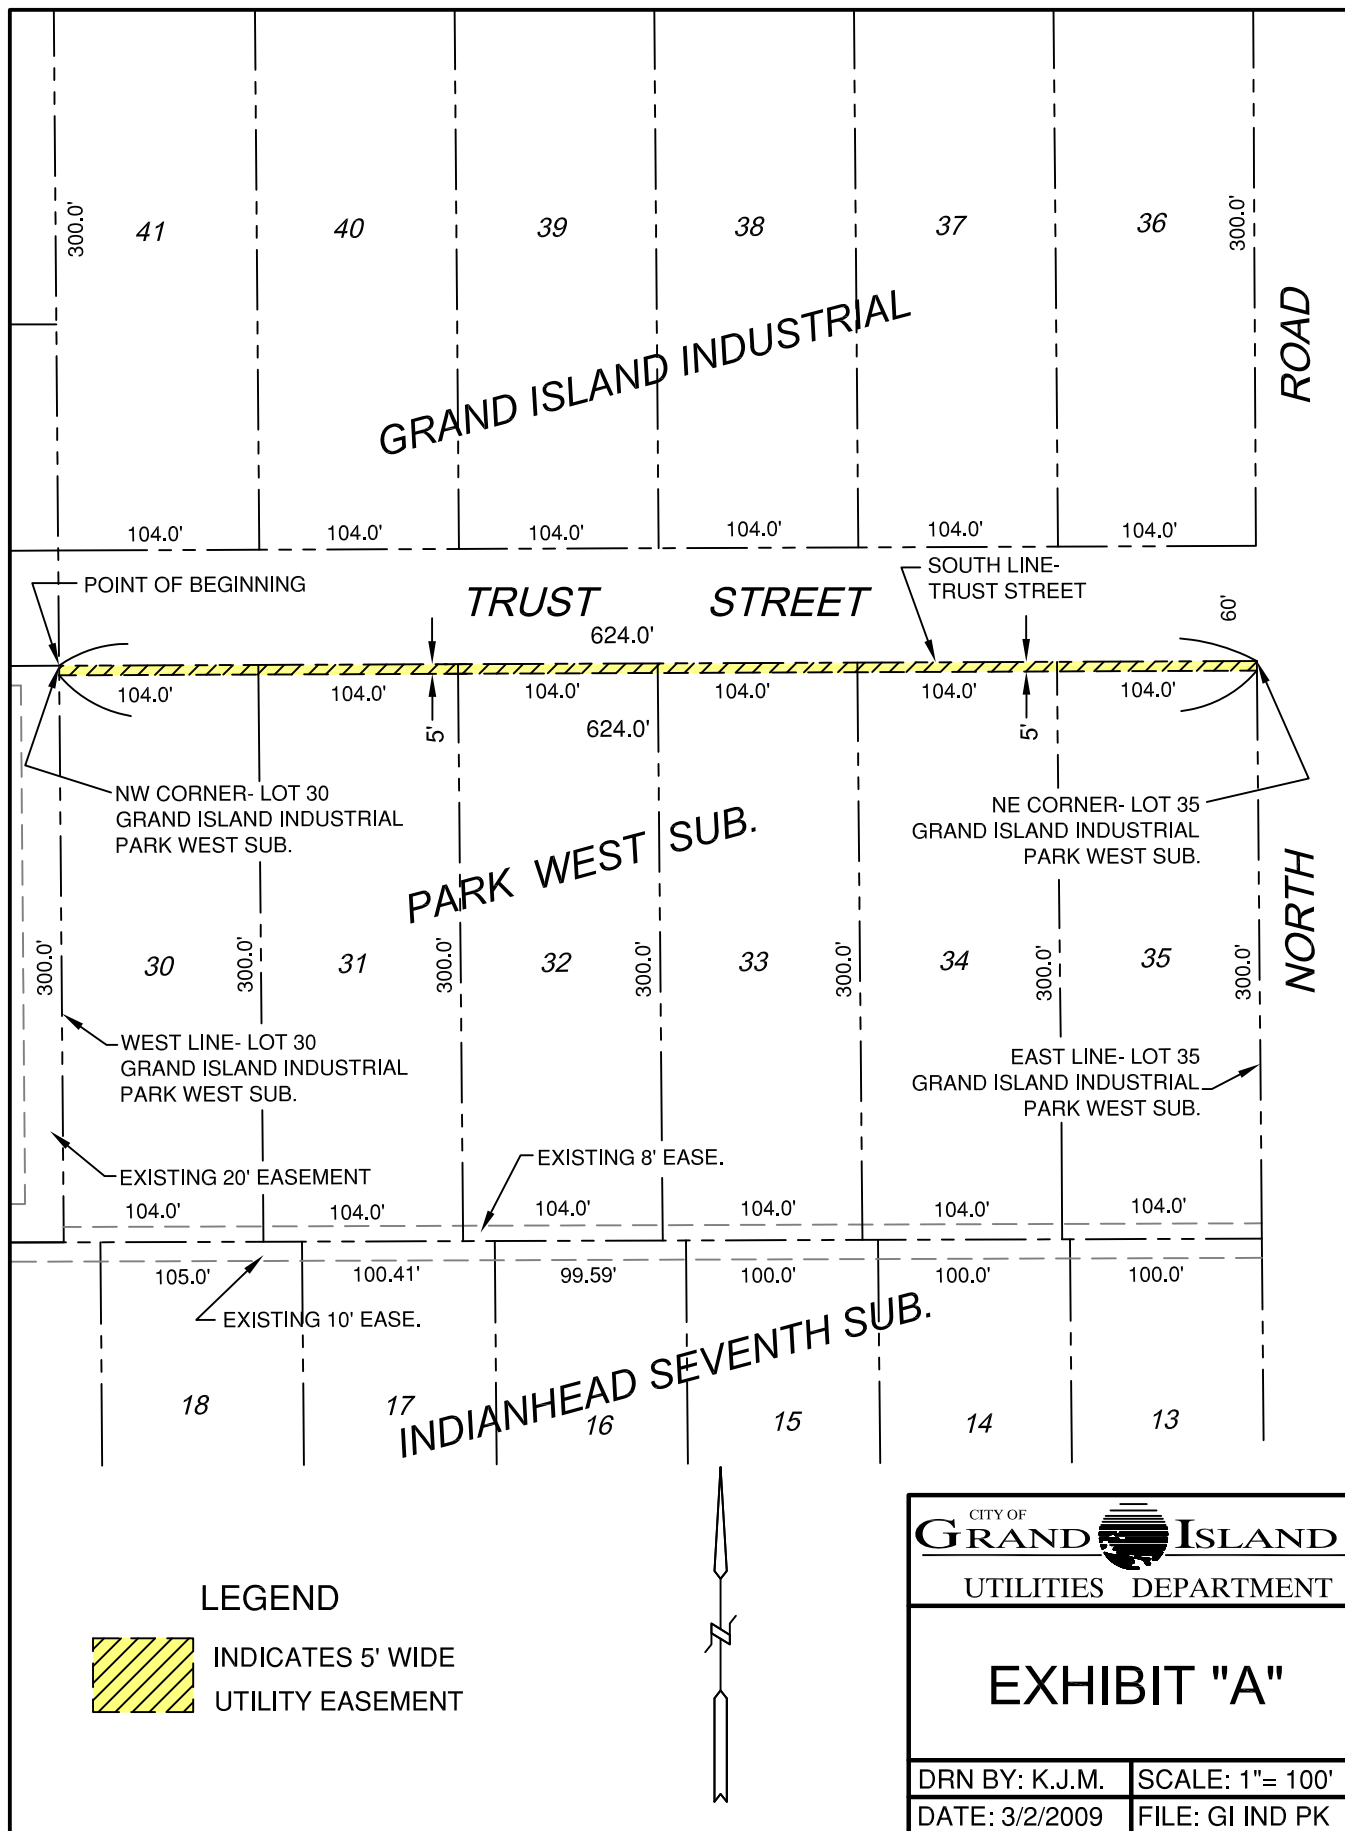 41
40
39
38
37
36
300.0'
300.0'
ROAD
GRAND ISLAND INDUSTRIAL
104.0'
104.0'
104.0'
104.0'
104.0'
104.0'
POINT OF BEGINNING
TRUST STREET
SOUTH LINE-
TRUST STREET
60'
624.0'
104.0'
104.0'
104.0'
104.0'
104.0'
104.0'
5'
624.0'
5'
NW CORNER- LOT 30
GRAND ISLAND INDUSTRIAL
PARK WEST SUB.
PARK WEST SUB.
NE CORNER- LOT 35
GRAND ISLAND INDUSTRIAL
PARK WEST SUB.
NORTH
300.0'
30
300.0'
31
300.0'
32
300.0'
33
300.0'
34
300.0'
35
300.0'
WEST LINE- LOT 30
GRAND ISLAND INDUSTRIAL
PARK WEST SUB.
EAST LINE- LOT 35
GRAND ISLAND INDUSTRIAL
PARK WEST SUB.
EXISTING 20' EASEMENT
EXISTING 8' EASE.
104.0'
104.0'
104.0'
104.0'
104.0'
104.0'
105.0'
100.41'
99.59'
100.0'
100.0'
100.0'
EXISTING 10' EASE.
INDIANHEAD SEVENTH SUB.
18
17
16
15
14
13
LEGEND
INDICATES 5' WIDE
UTILITY EASEMENT
CITY OF
GRAND ISLAND
UTILITIES DEPARTMENT
EXHIBIT "A"
DRN BY: K.J.M.
SCALE: 1"= 100'
DATE: 3/2/2009
FILE: GI IND PK